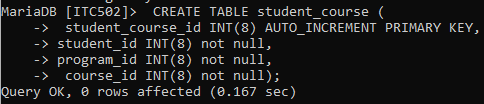 MariaDB [ITC502]>  CREATE TABLE student_course (
    ->  student_course_id INT(8) AUTO_INCREMENT PRIMARY KEY,
    -> student_id INT(8) not null,
    -> program_id INT(8) not null,
    ->  course_id INT(8) not null);
Query OK, 0 rows affected (0.167 sec)